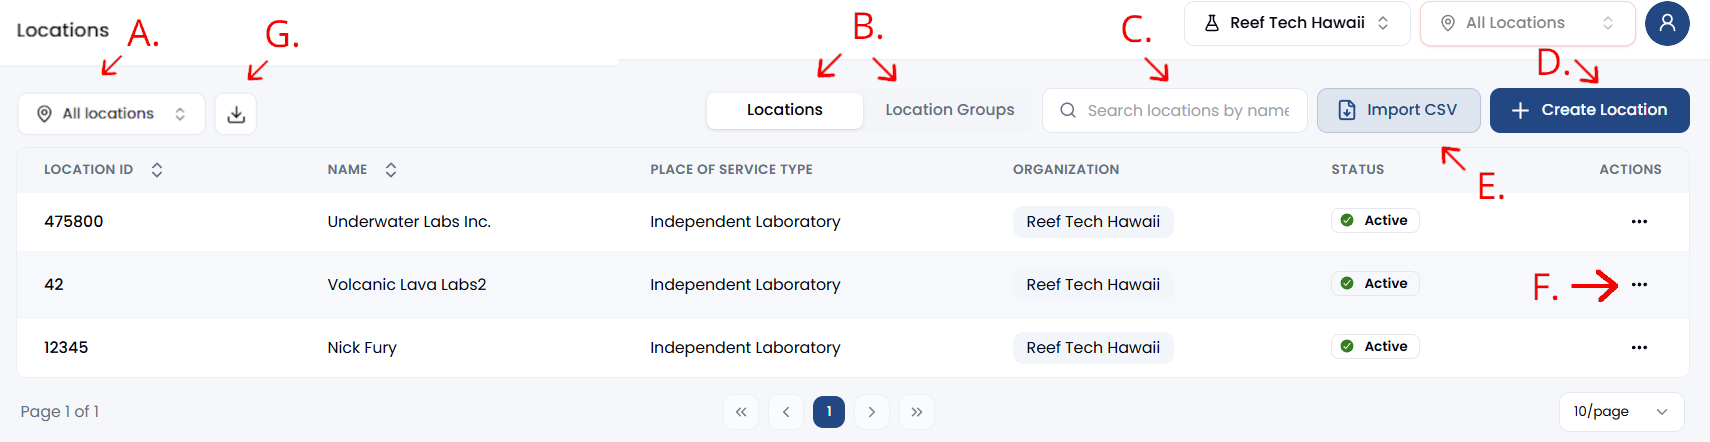 Locations
A.
G.
B.
C.
Reef Tech Hawaii
All Locations
D.
All locations
Locations
Location Groups
Search locations by name
Import CSV
Create Location
E.
LOCATION ID
NAME
PLACE OF SERVICE TYPE
ORGANIZATION
STATUS
ACTIONS
475800
Underwater Labs Inc.
Independent Laboratory
Reef Tech Hawaii
Active
42
Volcanic Lava Labs2
Independent Laboratory
Reef Tech Hawaii
Active
F.
12345
Nick Fury
Independent Laboratory
Reef Tech Hawaii
Active
Page 1 of 1
1
10/page